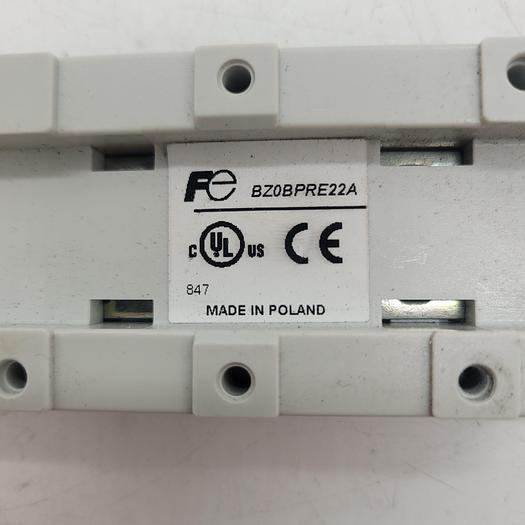 Fe BZ0BPRE22A
C UL US CE
847
MADE IN POLAND